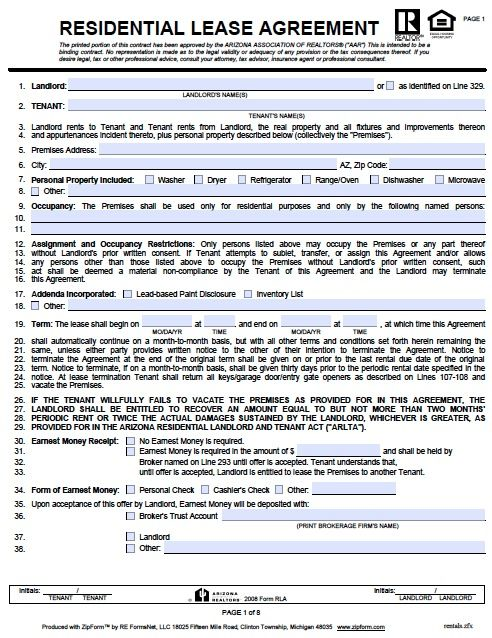 PAGE 1
RESIDENTIAL LEASE AGREEMENT
REALTOR®
EQUAL HOUSING OPPORTUNITY
The printed portion of this contract has been approved by the ARIZONA ASSOCIATION OF REALTORS® ("AAR") This is intended to be a
binding contract. No representation is made as to the legal validity or adequacy of any provision or the tax consequences thereof. If you
desire legal, tax or other professional advice, consult your attorney, tax advisor, insurance agent or professional consultant.
1. Landlord: or as identified on Line 329.
LANDLORD'S NAME(S)
2. TENANT:
TENANT'S NAME(S)
3. Landlord rents to Tenant and Tenant rents from Landlord, the real property and all fixtures and improvements thereon
4. and appurtenances incident thereto, plus personal property described below (collectively the "Premises").
5. Premises Address:
6. City: AZ, Zip Code:
7. Personal Property Included: Washer Dryer Refrigerator Range/Oven Dishwasher Microwave
8. Other:
9. Occupancy: The Premises shall be used only for residential purposes and only by the following named persons:
10.
11.
12. Assignment and Occupancy Restrictions: Only persons listed above may occupy the Premises or any part thereof
13. without Landlord's prior written consent. If Tenant attempts to sublet, transfer, or assign this Agreement and/or allows
14. any persons other than those listed above to occupy the Premises without Landlord's prior written consent, such
15. act shall be deemed a material non-compliance by the Tenant of this Agreement and the Landlord may terminate
16. this Agreement.
17. Addenda Incorporated: Lead-based Paint Disclosure Inventory List
18. Other:
19. Term: The lease shall begin on at and end on at , at which time this Agreement
MO/DA/YR TIME MO/DA/YR TIME
20. shall automatically continue on a month-to-month basis, but with all other terms and conditions set forth herein remaining the
21. same, unless either party provides written notice to the other of their intention to terminate the Agreement. Notice to
22. terminate the Agreement at the end of the original term shall be given on or prior to the last rental due date of the original
23. term. Notice to terminate, if on a month-to-month basis, shall be given thirty days prior to the periodic rental date specified in the
24. notice. At lease termination Tenant shall return all keys/garage door/entry gate openers as described on Lines 107-108 and
25. vacate the Premises.
26. IF THE TENANT WILLFULLY FAILS TO VACATE THE PREMISES AS PROVIDED FOR IN THIS AGREEMENT, THE
27. LANDLORD SHALL BE ENTITLED TO RECOVER AN AMOUNT EQUAL TO BUT NOT MORE THAN TWO MONTHS'
28. PERIODIC RENT OR TWICE THE ACTUAL DAMAGES SUSTAINED BY THE LANDLORD, WHICHEVER IS GREATER, AS
29. PROVIDED FOR IN THE ARIZONA RESIDENTIAL LANDLORD AND TENANT ACT ("ARLTA").
30. Earnest Money Receipt: No Earnest Money is required.
31. Earnest Money is required in the amount of $ and shall be held by
32. Broker named on Line 293 until offer is accepted. Tenant understands that,
33. until offer is accepted, Landlord is entitled to lease the Premises to another Tenant.
34. Form of Earnest Money: Personal Check Cashier's Check Other:
35. Upon acceptance of this offer by Landlord, Earnest Money will be deposited with:
36. Broker's Trust Account
(PRINT BROKERAGE FIRM'S NAME)
37. Landlord
38. Other:
Initials: / © ARIZONA REALTORS® 2008 Form RLA Initials: /
TENANT TENANT LANDLORD LANDLORD
PAGE 1 of 8
Produced with ZipForm™ by RE FormsNet, LLC 18025 Fifteen Mile Road, Clinton Township, Michigan 48035 www.zipform.com rentals.zfx